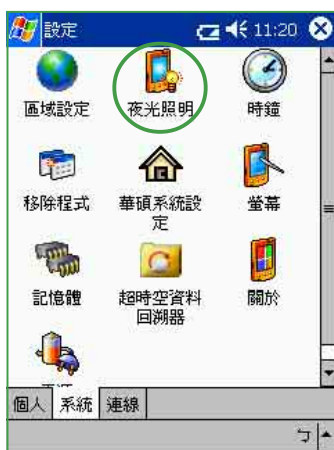 設定 11:20
區域設定 夜光照明 時鐘
移除程式 華碩系統設定 螢幕
記憶體 超時空資料回溯器 關於
個人 系統 連線
ㄅ